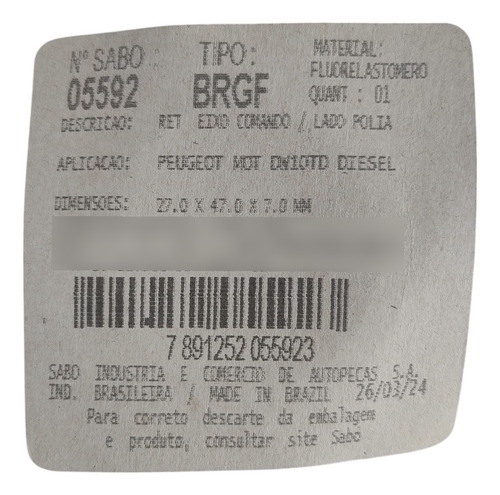 Nº SABO : TIPO: MATERIAL:
05592 BRGF FLUORELASTOMERO
QUANT : 01
DESCRICAO: RET EIXO COMANDO / LADO POLIA
APLICACAO: PEUGEOT MOT DW10TD DIESEL
DIMENSOES: 27.0 X 47.0 X 7.0 MM
7 891252 055923
SABO INDUSTRIA E COMERCIO DE AUTOPECAS S.A.
IND. BRASILEIRA / MADE IN BRAZIL 26/03/24
Para correto descarte da embalagem
e produto, consultar site Sabo